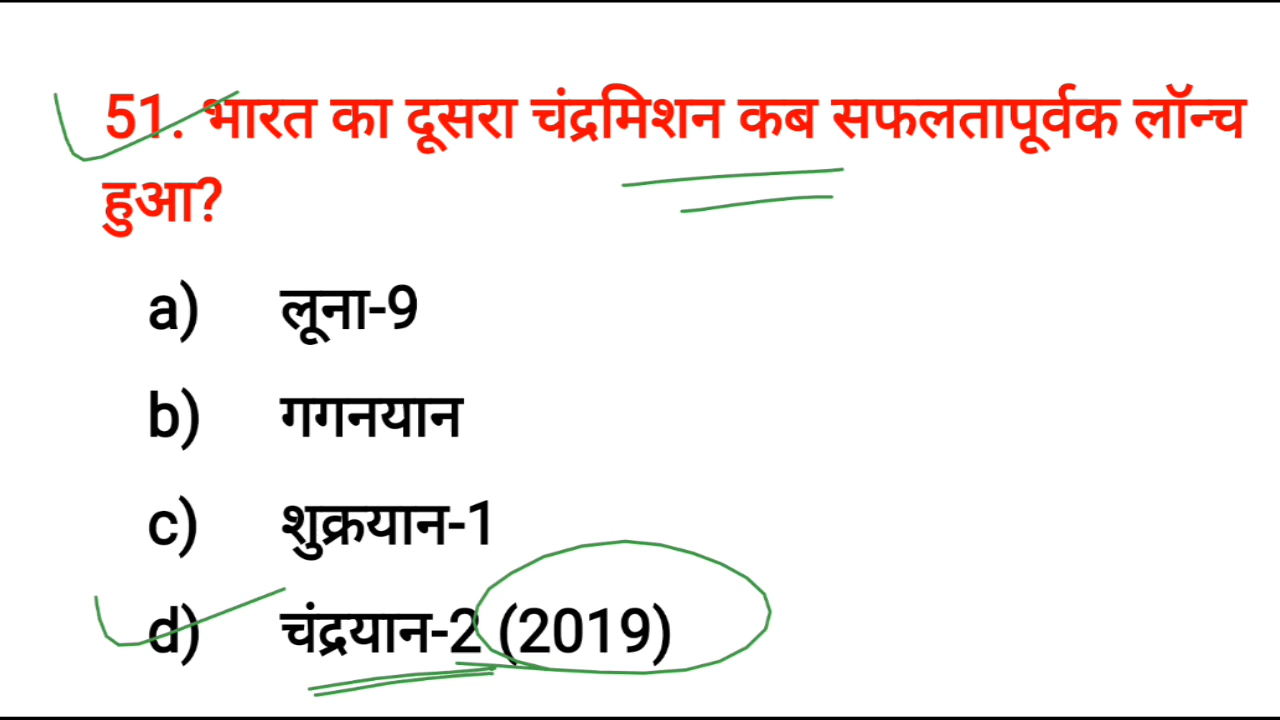 51. भारत का दूसरा चंद्रमिशन कब सफलतापूर्वक लॉन्च
हुआ?
a) लूना-9
b) गगनयान
c) शुक्रयान-1
d) चंद्रयान-2 (2019)